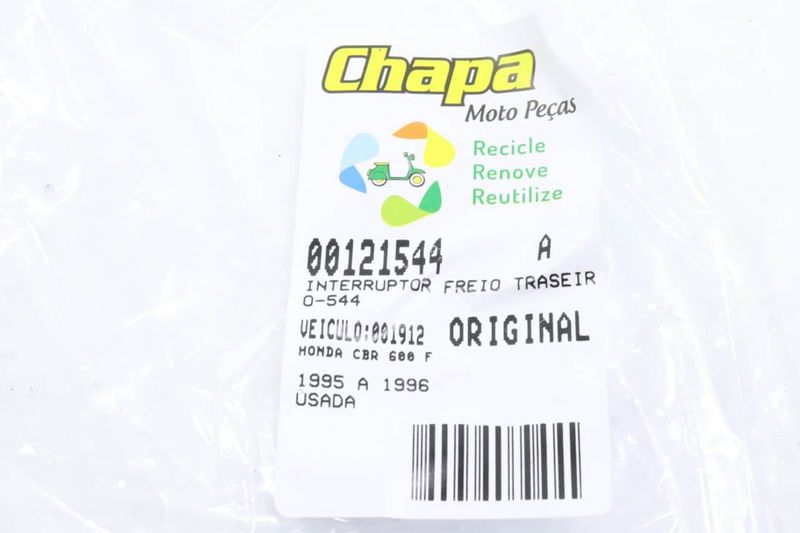 Chapa
Moto Peças
Recicle
Renove
Reutilize
00121544 A
INTERRUPTOR FREIO TRASEIR
O-544
VEICULO:001912 ORIGINAL
HONDA CBR 600 F
1995 A 1996
USADA